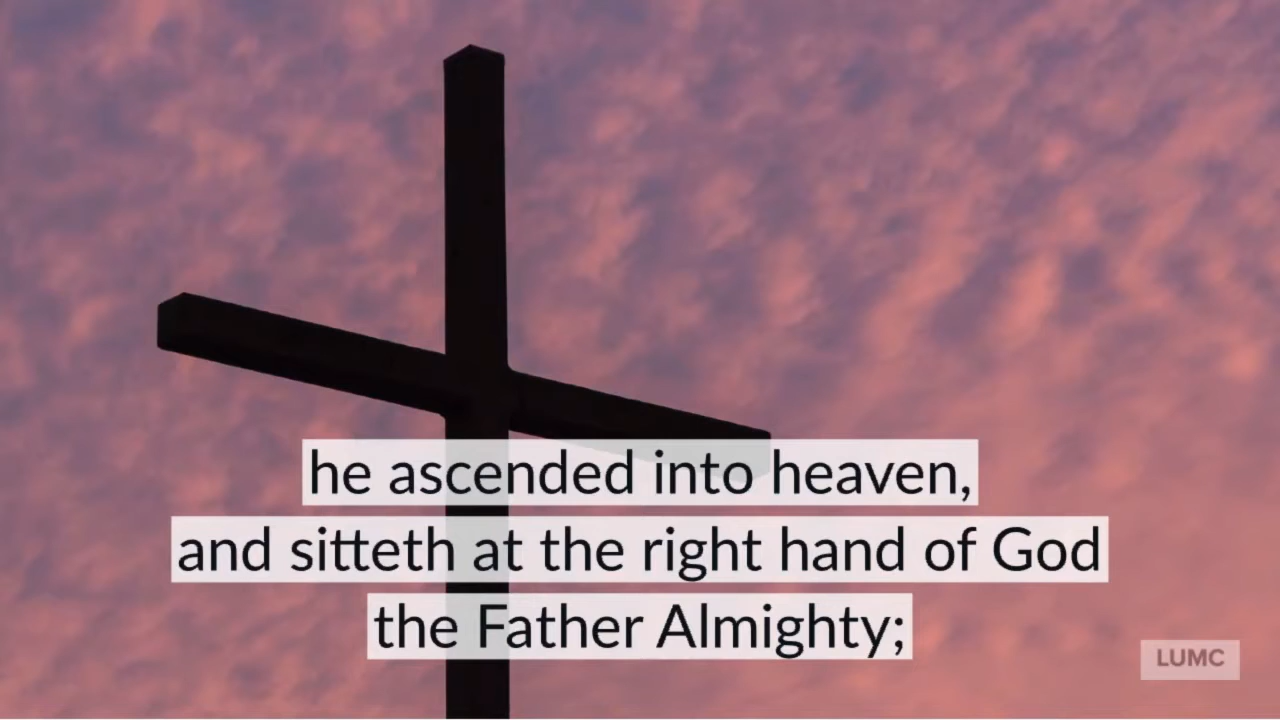 he ascended into heaven,
and sitteth at the right hand of God
the Father Almighty;
LUMC